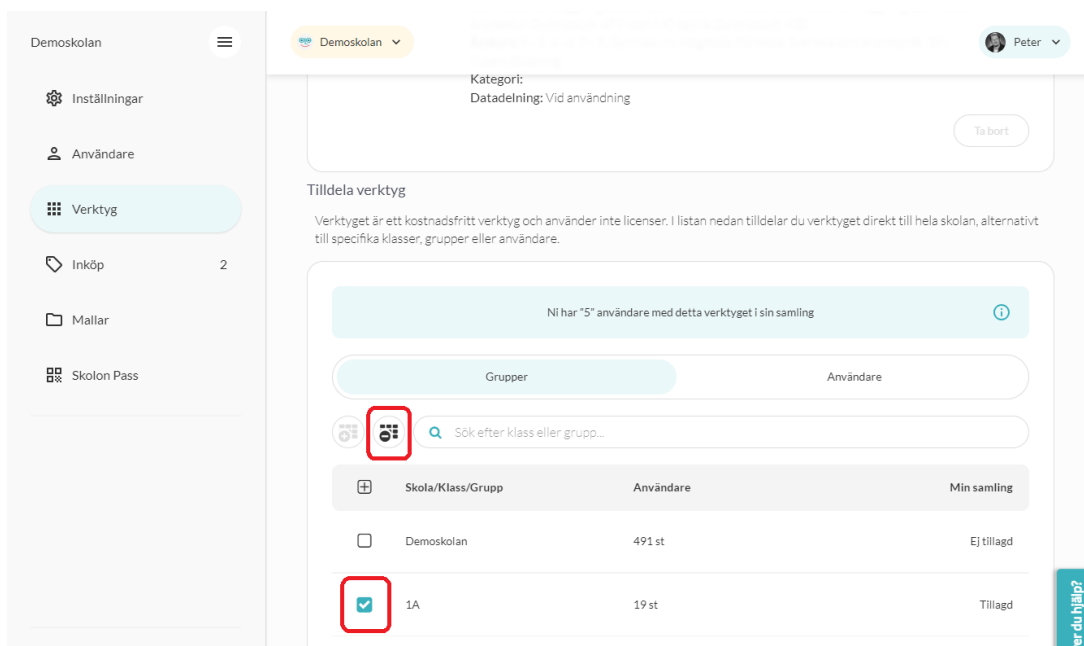 Demoskolan
Demoskolan
Peter
Inställningar
Användare
Verktyg
Inköp 2
Mallar
Skolon Pass
Kategori:
Datadelning: Vid användning
Ta bort
Tilldela verktyg
Verktyget är ett kostnadsfritt verktyg och använder inte licenser. I listan nedan tilldelar du verktyget direkt till hela skolan, alternativt
till specifika klasser, grupper eller användare.
Ni har "5" användare med detta verktyget i sin samling
Grupper Användare
Sök efter klass eller grupp...
Skola/Klass/Grupp Användare Min samling
Demoskolan 491 st Ej tillagd
1A 19 st Tillagd
du hjälp?